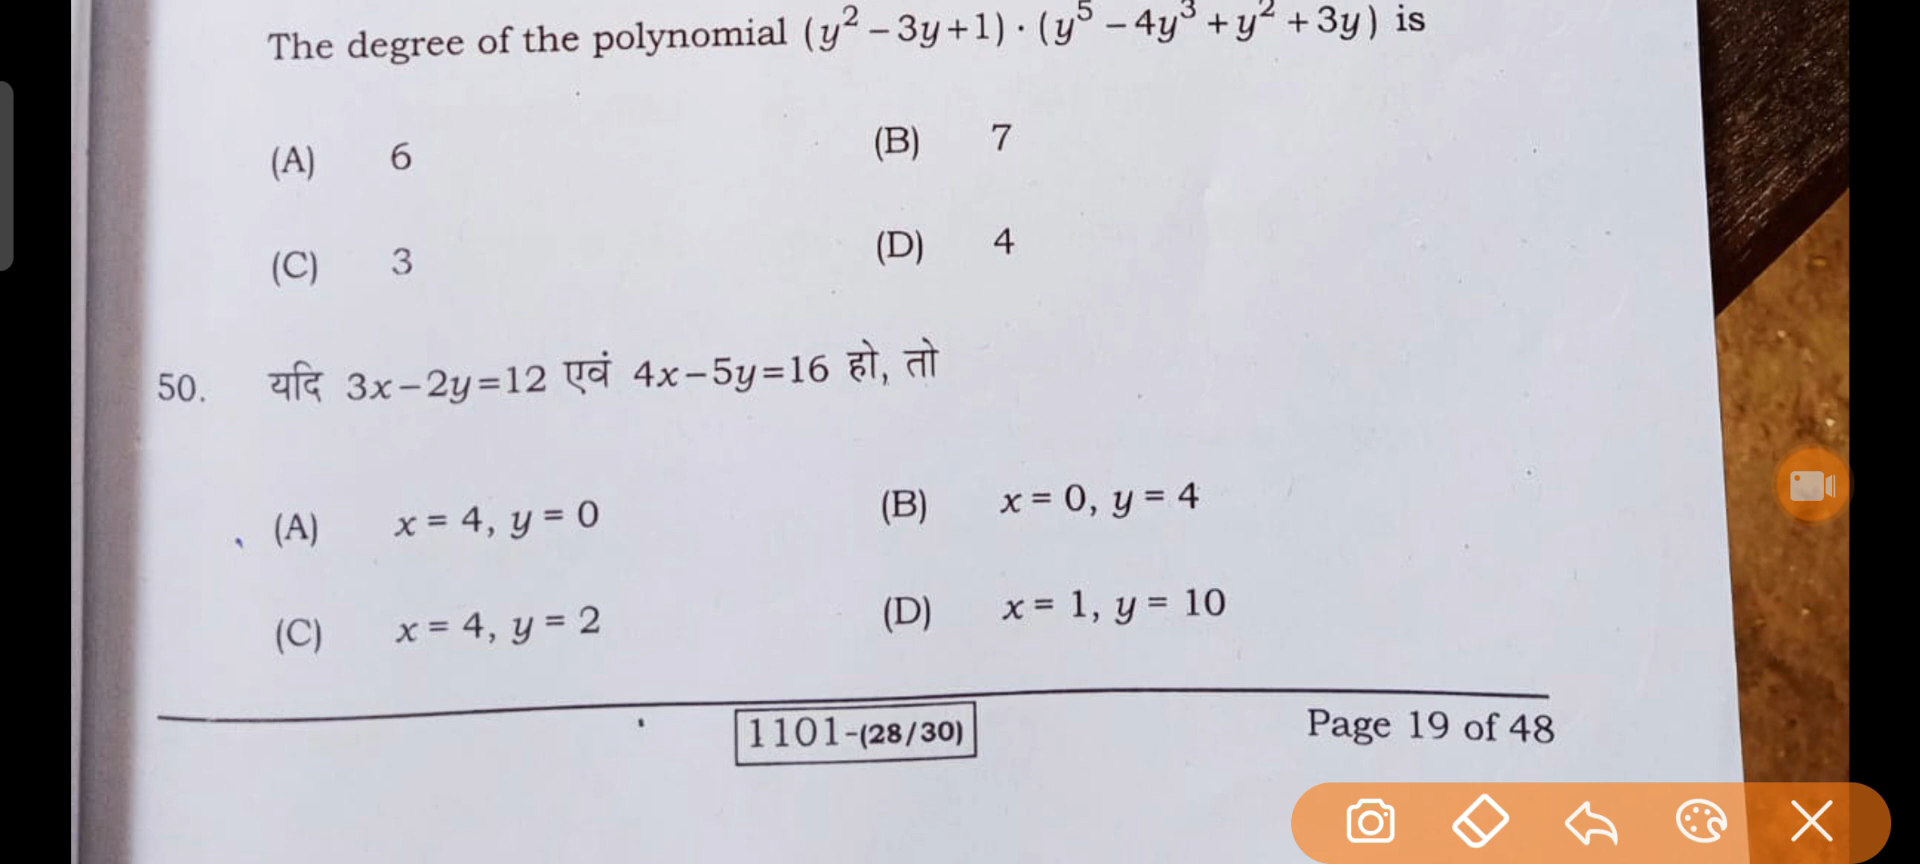 The degree of the polynomial (y² – 3y + 1) · (y⁵ – 4y³ + y² + 3y) is
(A) 6 (B) 7
(C) 3 (D) 4
50. यदि 3x – 2y = 12 एवं 4x – 5y = 16 हो, तो
(A) x = 4, y = 0 (B) x = 0, y = 4
(C) x = 4, y = 2 (D) x = 1, y = 10
1101-(28/30) Page 19 of 48